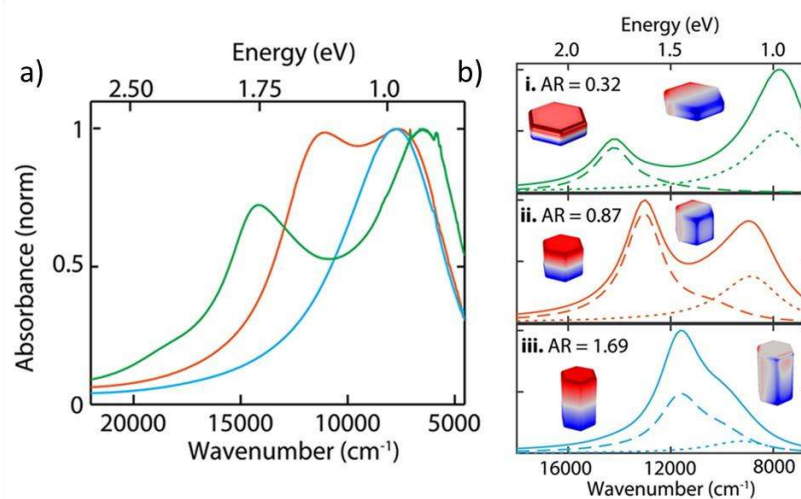 a)
Energy (eV)
2.50 1.75 1.0
1
0.5
0
Absorbance (norm)
20000 15000 10000 5000
Wavenumber (cm⁻¹)
b)
Energy (eV)
2.0 1.5 1.0
i. AR = 0.32
ii. AR = 0.87
iii. AR = 1.69
16000 12000 8000
Wavenumber (cm⁻¹)